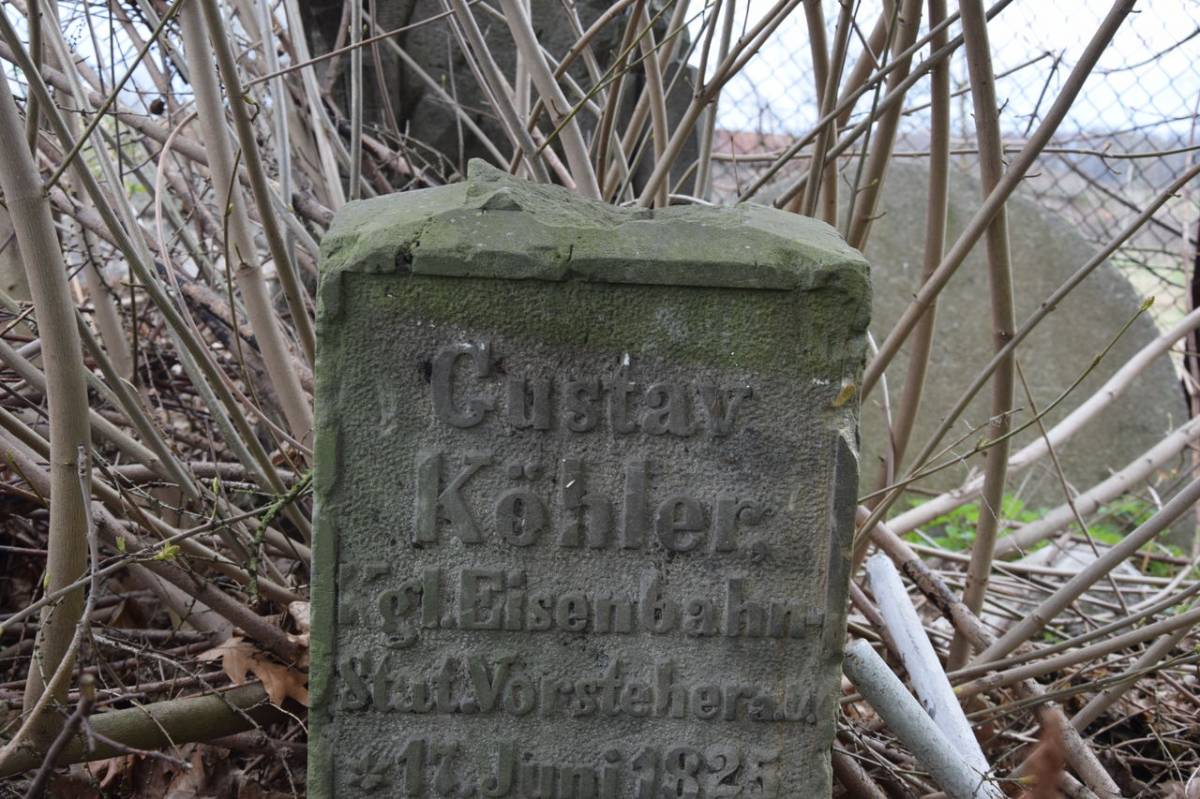 Gustav
Köhler,
Kgl. Eisenbahn-
Stat. Vorsteher a. D.
* 17. Juni 1825